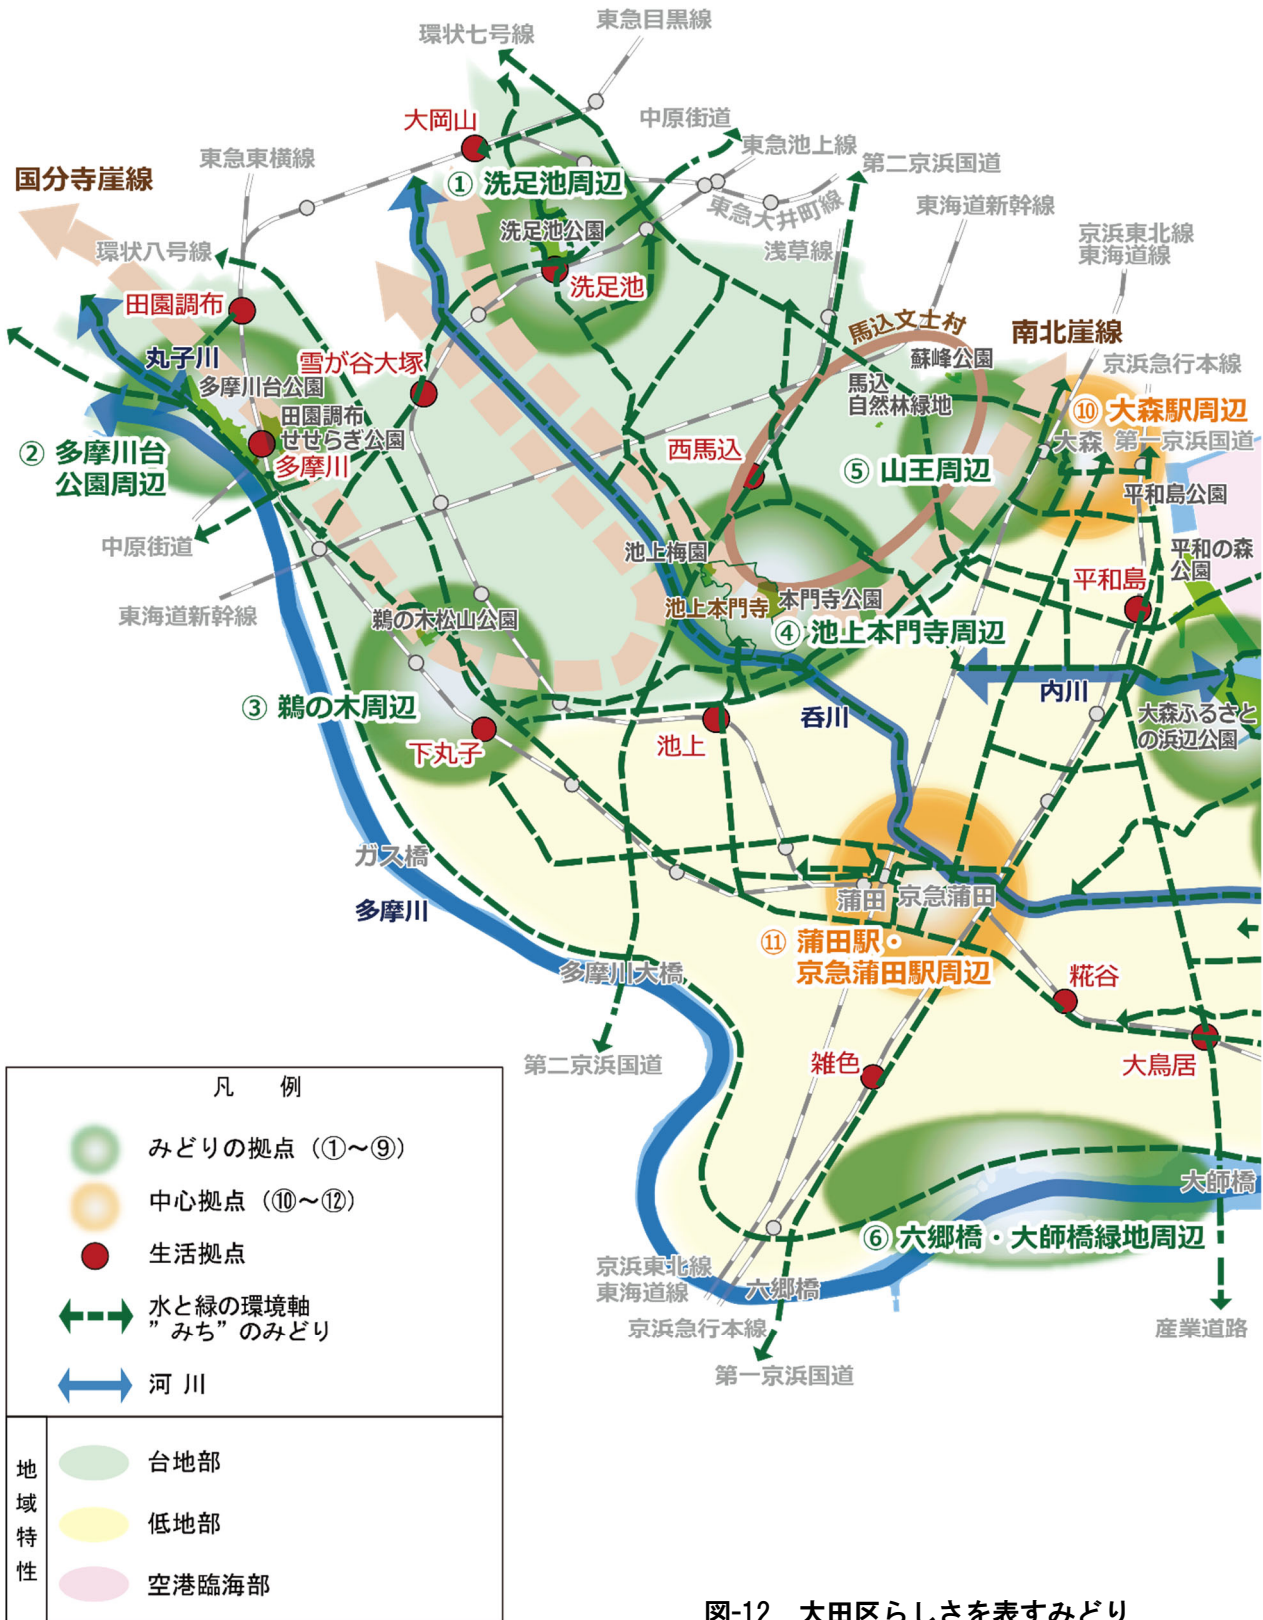 東急目黒線
環状七号線
大岡山
中原街道
東急池上線
東急東横線
第二京浜国道
国分寺崖線
① 洗足池周辺
東急大井町線
東海道新幹線
洗足池公園
浅草線
京浜東北線
東海道線
環状八号線
洗足池
田園調布
馬込文士村
南北崖線
丸子川
雪が谷大塚
蘇峰公園
京浜急行本線
多摩川台公園
馬込
自然林緑地
田園調布
せせらぎ公園
⑩ 大森駅周辺
大森
第一京浜国道
② 多摩川台
公園周辺
多摩川
西馬込
⑤ 山王周辺
平和島公園
中原街道
池上梅園
平和の森
公園
平和島
東海道新幹線
鵜の木松山公園
池上本門寺
本門寺公園
④ 池上本門寺周辺
内川
③ 鵜の木周辺
呑川
大森ふるさと
の浜辺公園
下丸子
池上
ガス橋
多摩川
蒲田
京急蒲田
⑪ 蒲田駅・
京急蒲田駅周辺
多摩川大橋
糀谷
第二京浜国道
雑色
大鳥居
大師橋
⑥ 六郷橋・大師橋緑地周辺
京浜東北線
東海道線
六郷橋
京浜急行本線
産業道路
第一京浜国道
凡 例
みどりの拠点（①～⑨）
中心拠点（⑩～⑫）
生活拠点
水と緑の環境軸
”みち”のみどり
河 川
地域特性
台地部
低地部
空港臨海部
図-12 大田区らしさを表すみどり